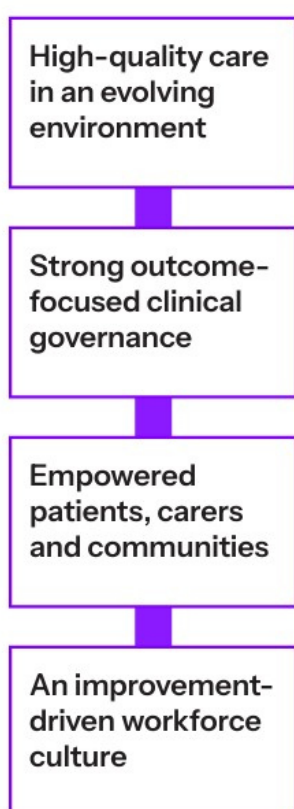 High-quality care
in an evolving
environment
Strong outcome-
focused clinical
governance
Empowered
patients, carers
and communities
An improvement-
driven workforce
culture